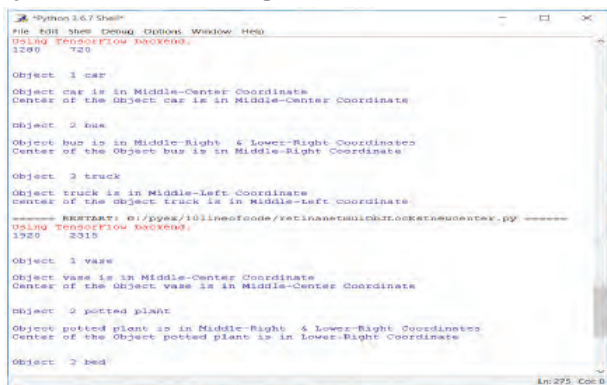 *Python 3.6.7 Shell*
File Edit Shell Debug Options Window Help
Using TensorFlow backend.
1280 720
Object 1 car
Object car is in Middle-Center Coordinate
Center of the Object car is in Middle-Center Coordinate
Object 2 bus
Object bus is in Middle-Right & Lower-Right Coordinates
Center of the Object bus is in Middle-Right Coordinate
Object 3 truck
Object truck is in Middle-Left Coordinate
Center of the Object truck is in Middle-Left Coordinate
====== RESTART: D:/pyex/10lineofcode/ ======
Using TensorFlow backend.
1920 2315
Object 1 vase
Object vase is in Middle-Center Coordinate
Center of the Object vase is in Middle-Center Coordinate
Object 2 potted plant
Object potted plant is in Middle-Right & Lower-Right Coordinates
Center of the Object potted plant is in Lower-Right Coordinate
Object 3 bed
Ln: 275 Col: 0